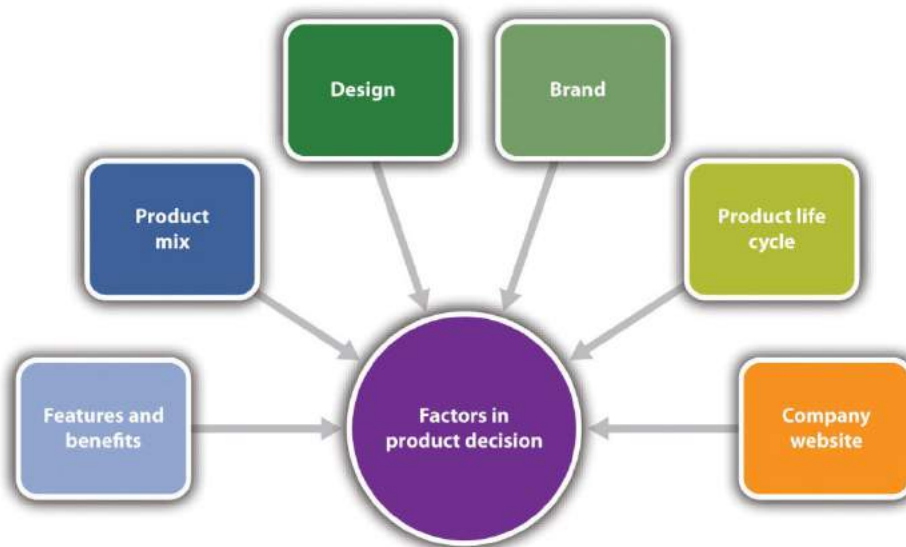 Design
Brand
Product
mix
Product life
cycle
Features and
benefits
Factors in
product decision
Company
website